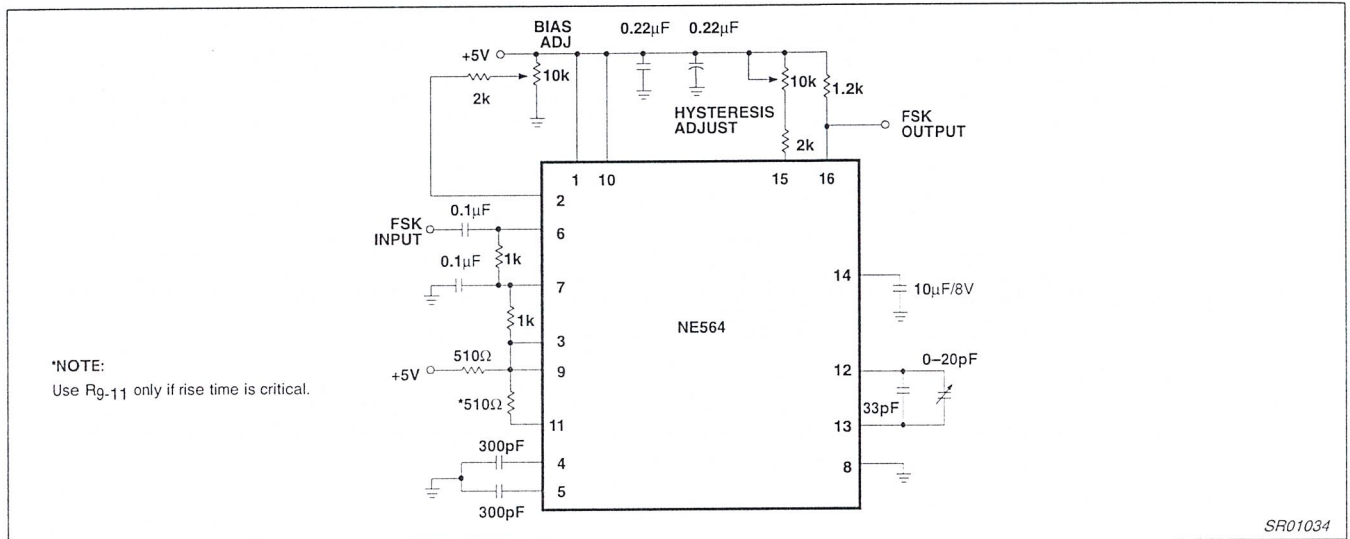 BIAS ADJ
0.22µF 0.22µF
+5V
10k
2k
10k
1.2k
HYSTERESIS ADJUST
FSK OUTPUT
2k
1 10 15 16
2
0.1µF
FSK INPUT
6
1k
0.1µF
7
14
10µF/8V
1k
NE564
3
510Ω
+5V
9
0–20pF
12
*NOTE:
Use R9-11 only if rise time is critical.
*510Ω
33pF
11
13
300pF
4
8
5
300pF
SR01034